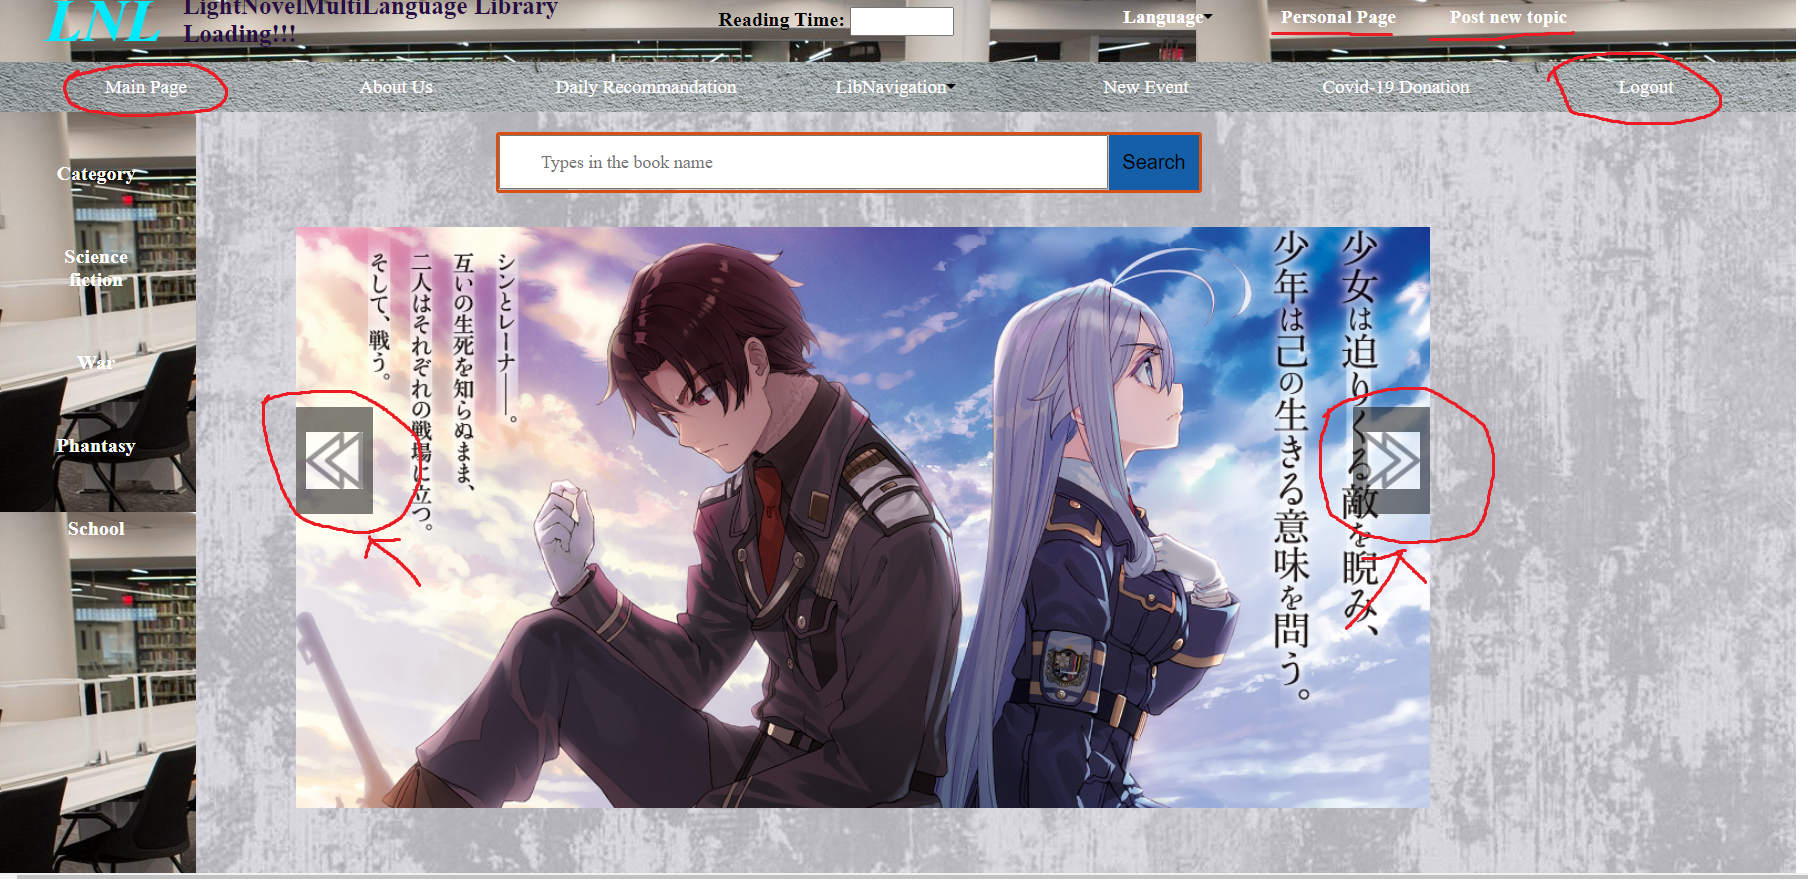 LNL
LightNovelMultiLanguage Library
Loading!!!
Reading Time:
Language
Personal Page
Post new topic
Main Page
About Us
Daily Recommandation
LibNavigation
New Event
Covid-19 Donation
Logout
Category
Science
fiction
War
Phantasy
School
Types in the book name
Search
少女は迫りくる敵を睨み、
少年は己の生きる意味を問う。
シンとレーナ――。
互いの生死を知らぬまま、
二人はそれぞれの戦場に立つ。
そして、戦う。